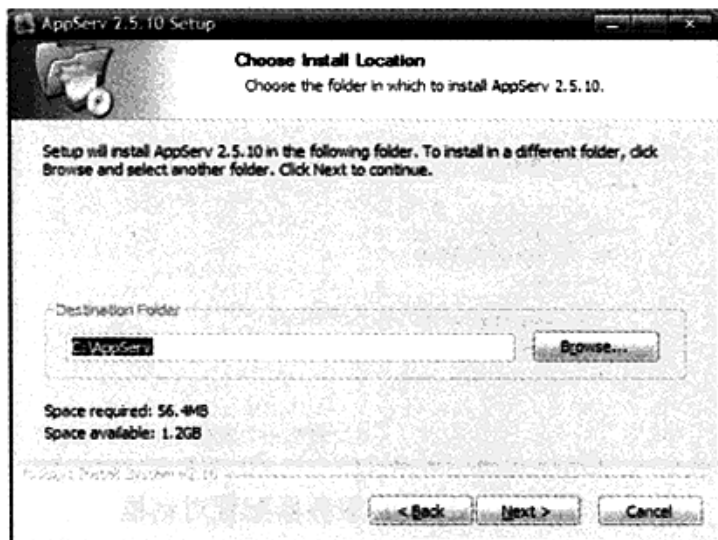 AppServ 2.5.10 Setup
Choose Install Location
Choose the folder in which to install AppServ 2.5.10.
Setup will install AppServ 2.5.10 in the following folder. To install in a different folder, click
Browse and select another folder. Click Next to continue.
Destination Folder
C:\AppServ
Browse...
Space required: 56.4MB
Space available: 1.2GB
< Back
Next >
Cancel